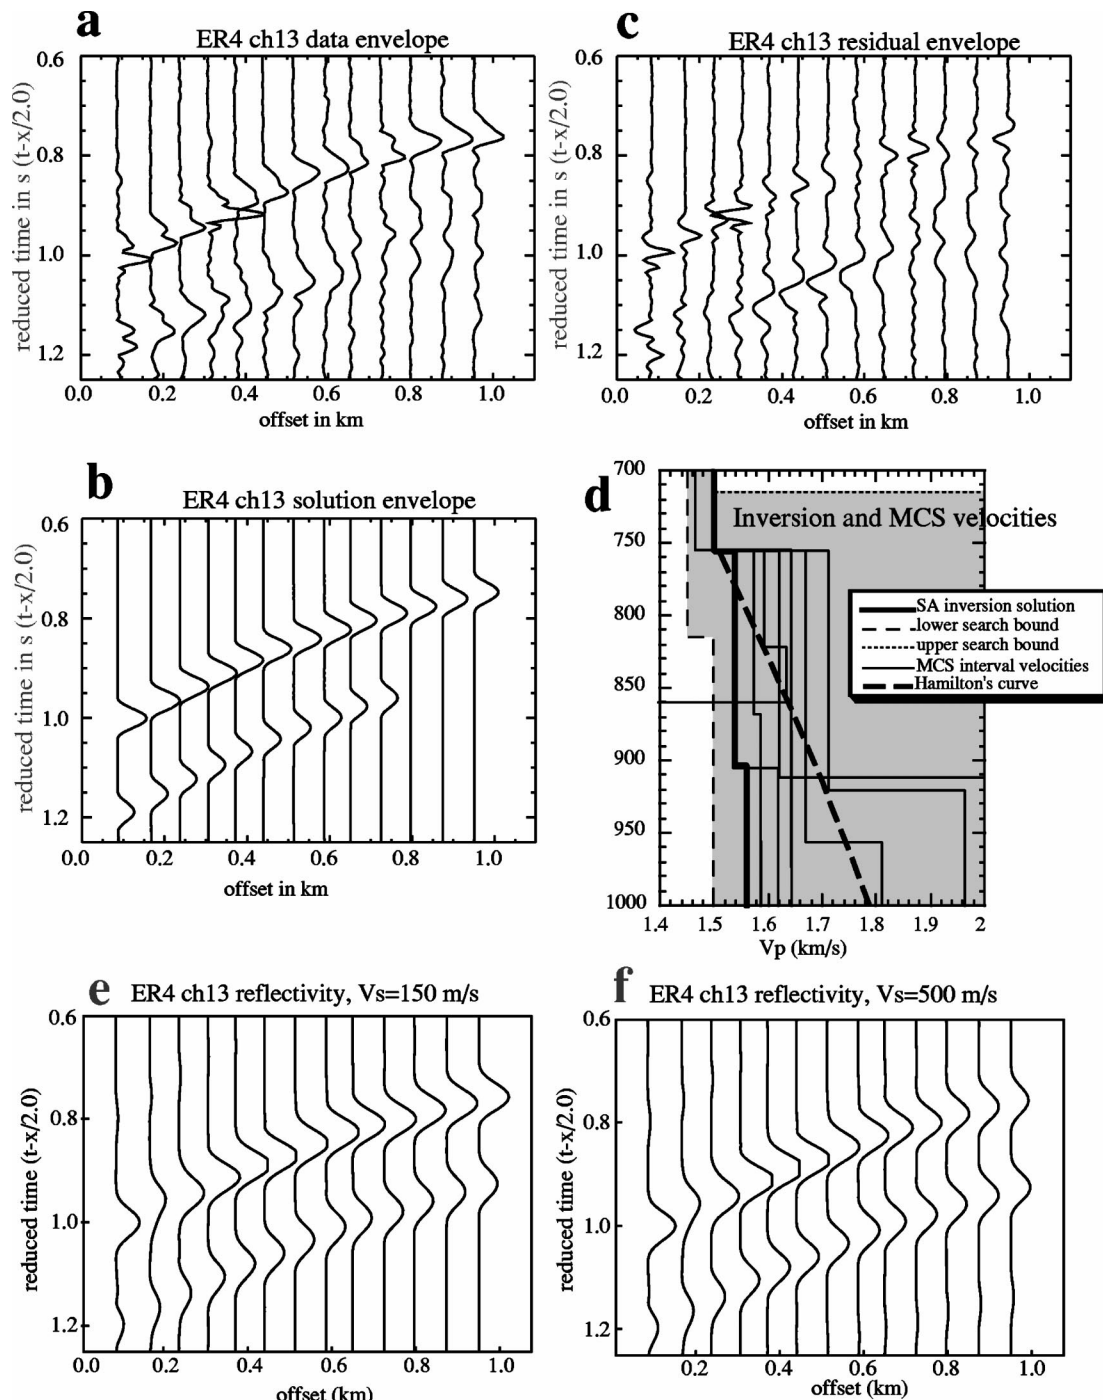 a
ER4 ch13 data envelope
0.6
0.8
1.0
1.2
reduced time in s (t-x/2.0)
0.0 0.2 0.4 0.6 0.8 1.0
offset in km
c
ER4 ch13 residual envelope
0.6
0.8
1.0
1.2
reduced time in s (t-x/2.0)
0.0 0.2 0.4 0.6 0.8 1.0
offset in km
b
ER4 ch13 solution envelope
0.6
0.8
1.0
1.2
reduced time in s (t-x/2.0)
0.0 0.2 0.4 0.6 0.8 1.0
offset in km
d
Inversion and MCS velocities
700
750
800
850
900
950
1000
SA inversion solution
lower search bound
upper search bound
MCS interval velocities
Hamilton's curve
1.4 1.5 1.6 1.7 1.8 1.9 2
Vp (km/s)
e
ER4 ch13 reflectivity, Vs=150 m/s
0.6
0.8
1.0
1.2
reduced time (t-x/2.0)
0.0 0.2 0.4 0.6 0.8 1.0
offset (km)
f
ER4 ch13 reflectivity, Vs=500 m/s
0.6
0.8
1.0
1.2
reduced time (t-x/2.0)
0.2 0.4 0.6 0.8 1.0
offset (km)